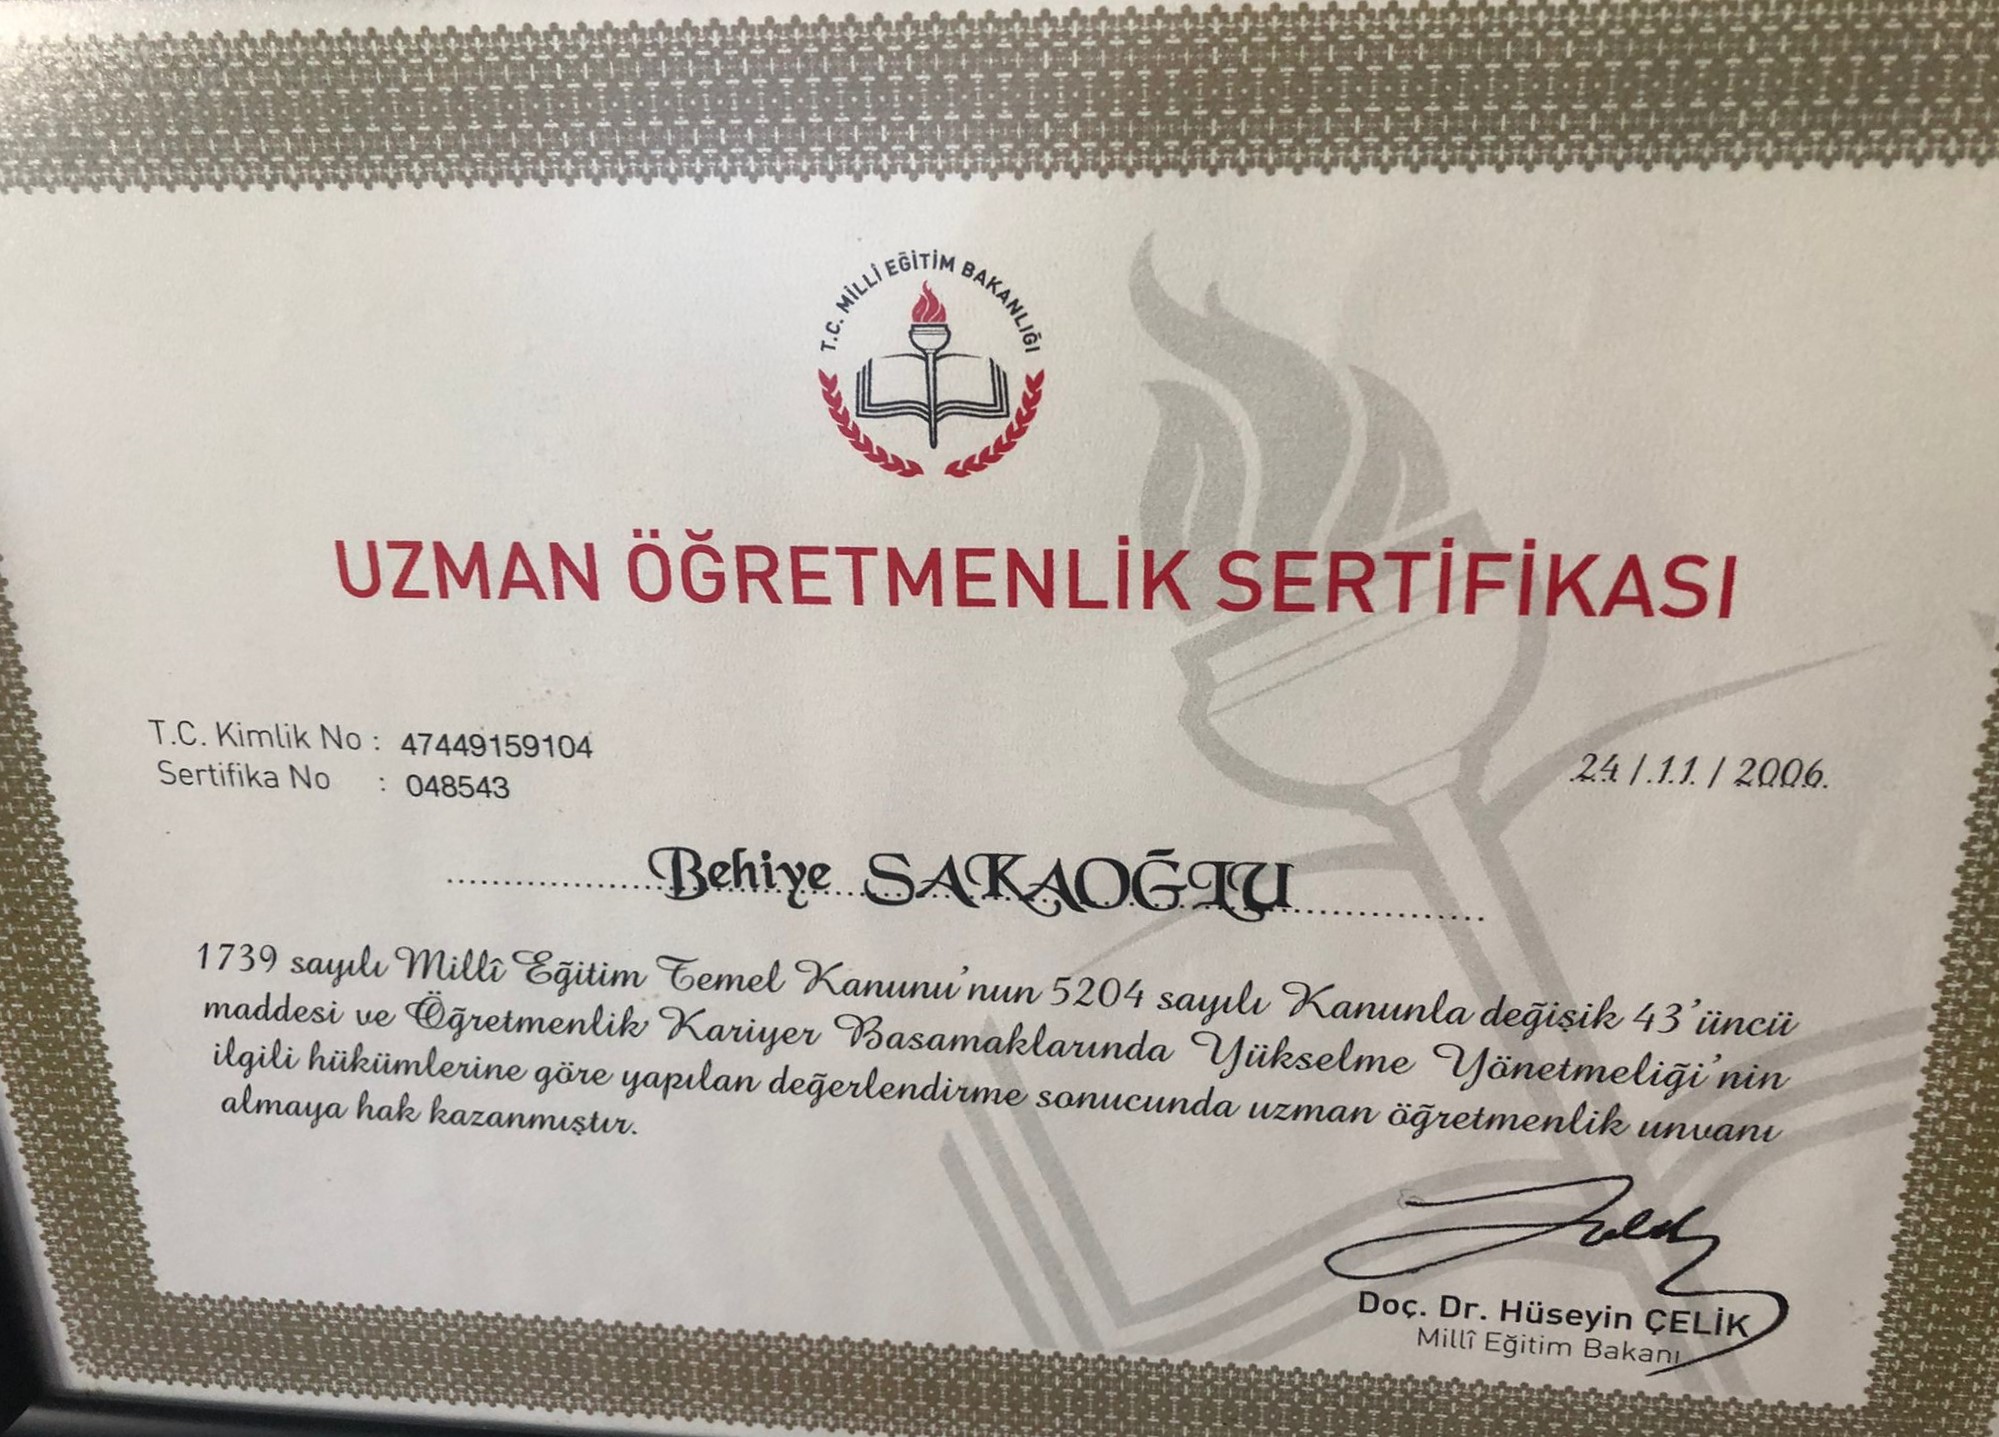 T.C. MİLLÎ EĞİTİM BAKANLIĞI
UZMAN ÖĞRETMENLİK SERTİFİKASI
T.C. Kimlik No : 47449159104
Sertifika No : 048543
24 / 11 / 2006
Behiye SAKAOĞLU
1739 sayılı Millî Eğitim Temel Kanunu'nun 5204 sayılı Kanunla değişik 43'üncü
maddesi ve Öğretmenlik Kariyer Basamaklarında Yükselme Yönetmeliği'nin
ilgili hükümlerine göre yapılan değerlendirme sonucunda uzman öğretmenlik unvanı
almaya hak kazanmıştır.
Doç. Dr. Hüseyin ÇELİK
Millî Eğitim Bakanı